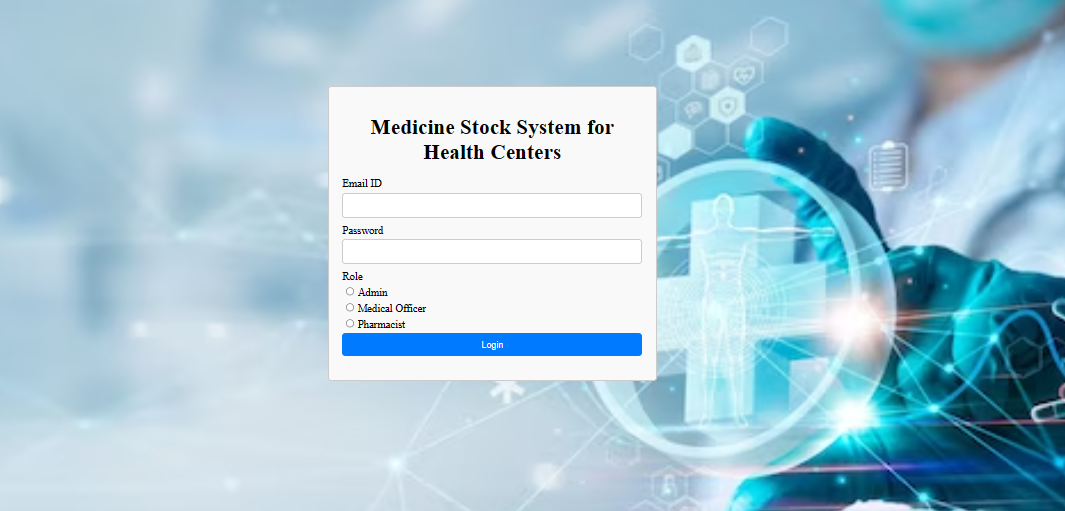 Medicine Stock System for
Health Centers
Email ID
Password
Role
Admin
Medical Officer
Pharmacist
Login